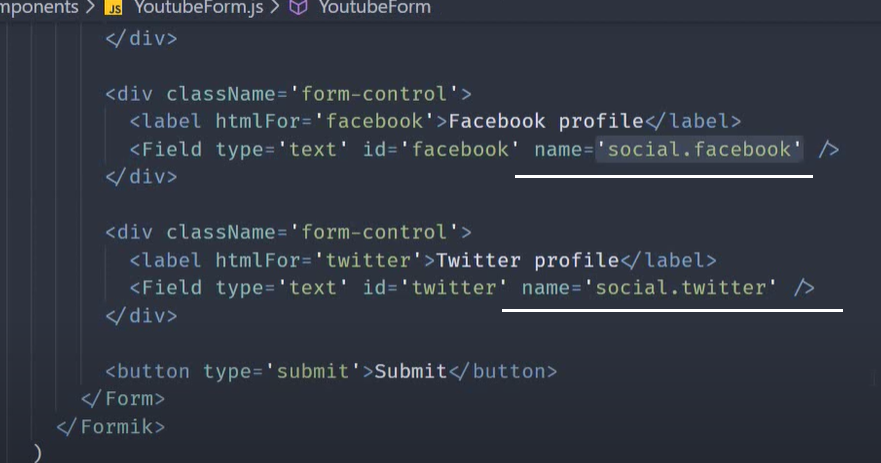 mponents > JS YoutubeForm.js > YoutubeForm
</div>
<div className='form-control'>
<label htmlFor='facebook'>Facebook profile</label>
<Field type='text' id='facebook' name='social.facebook' />
</div>
<div className='form-control'>
<label htmlFor='twitter'>Twitter profile</label>
<Field type='text' id='twitter' name='social.twitter' />
</div>
<button type='submit'>Submit</button>
</Form>
</Formik>
)